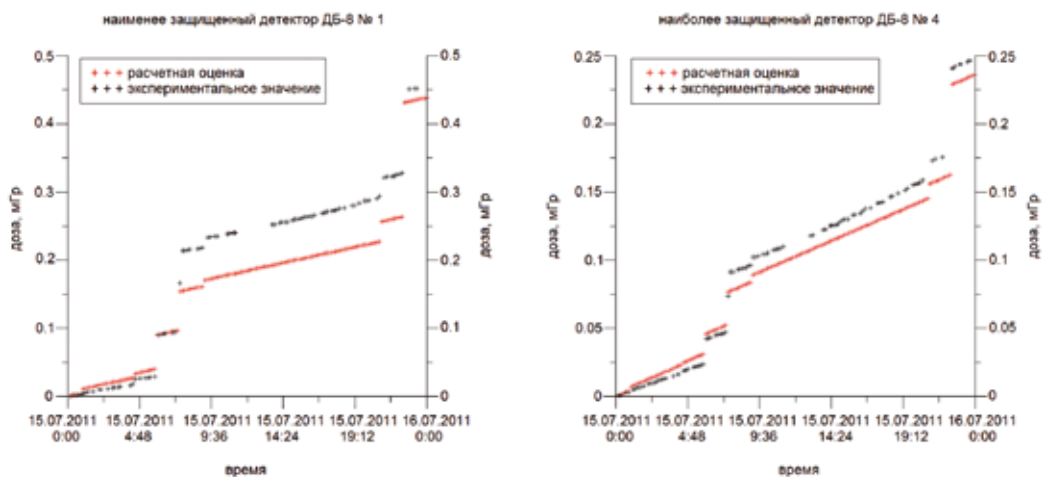 наименее защищенный детектор ДБ-8 № 1
0.5
0.4
0.3
0.2
0.1
0
доза, мГр
+ + + расчетная оценка
+ + + экспериментальное значение
0.5
0.4
0.3
0.2
0.1
0
доза, мГр
15.07.2011 15.07.2011 15.07.2011 15.07.2011 15.07.2011 16.07.2011
0:00 4:48 9:36 14:24 19:12 0:00
время
наиболее защищенный детектор ДБ-8 № 4
0.25
0.2
0.15
0.1
0.05
0
доза, мГр
+ + + расчетная оценка
+ + + экспериментальное значение
0.25
0.2
0.15
0.1
0.05
0
доза, мГр
15.07.2011 15.07.2011 15.07.2011 15.07.2011 15.07.2011 16.07.2011
0:00 4:48 9:36 14:24 19:12 0:00
время